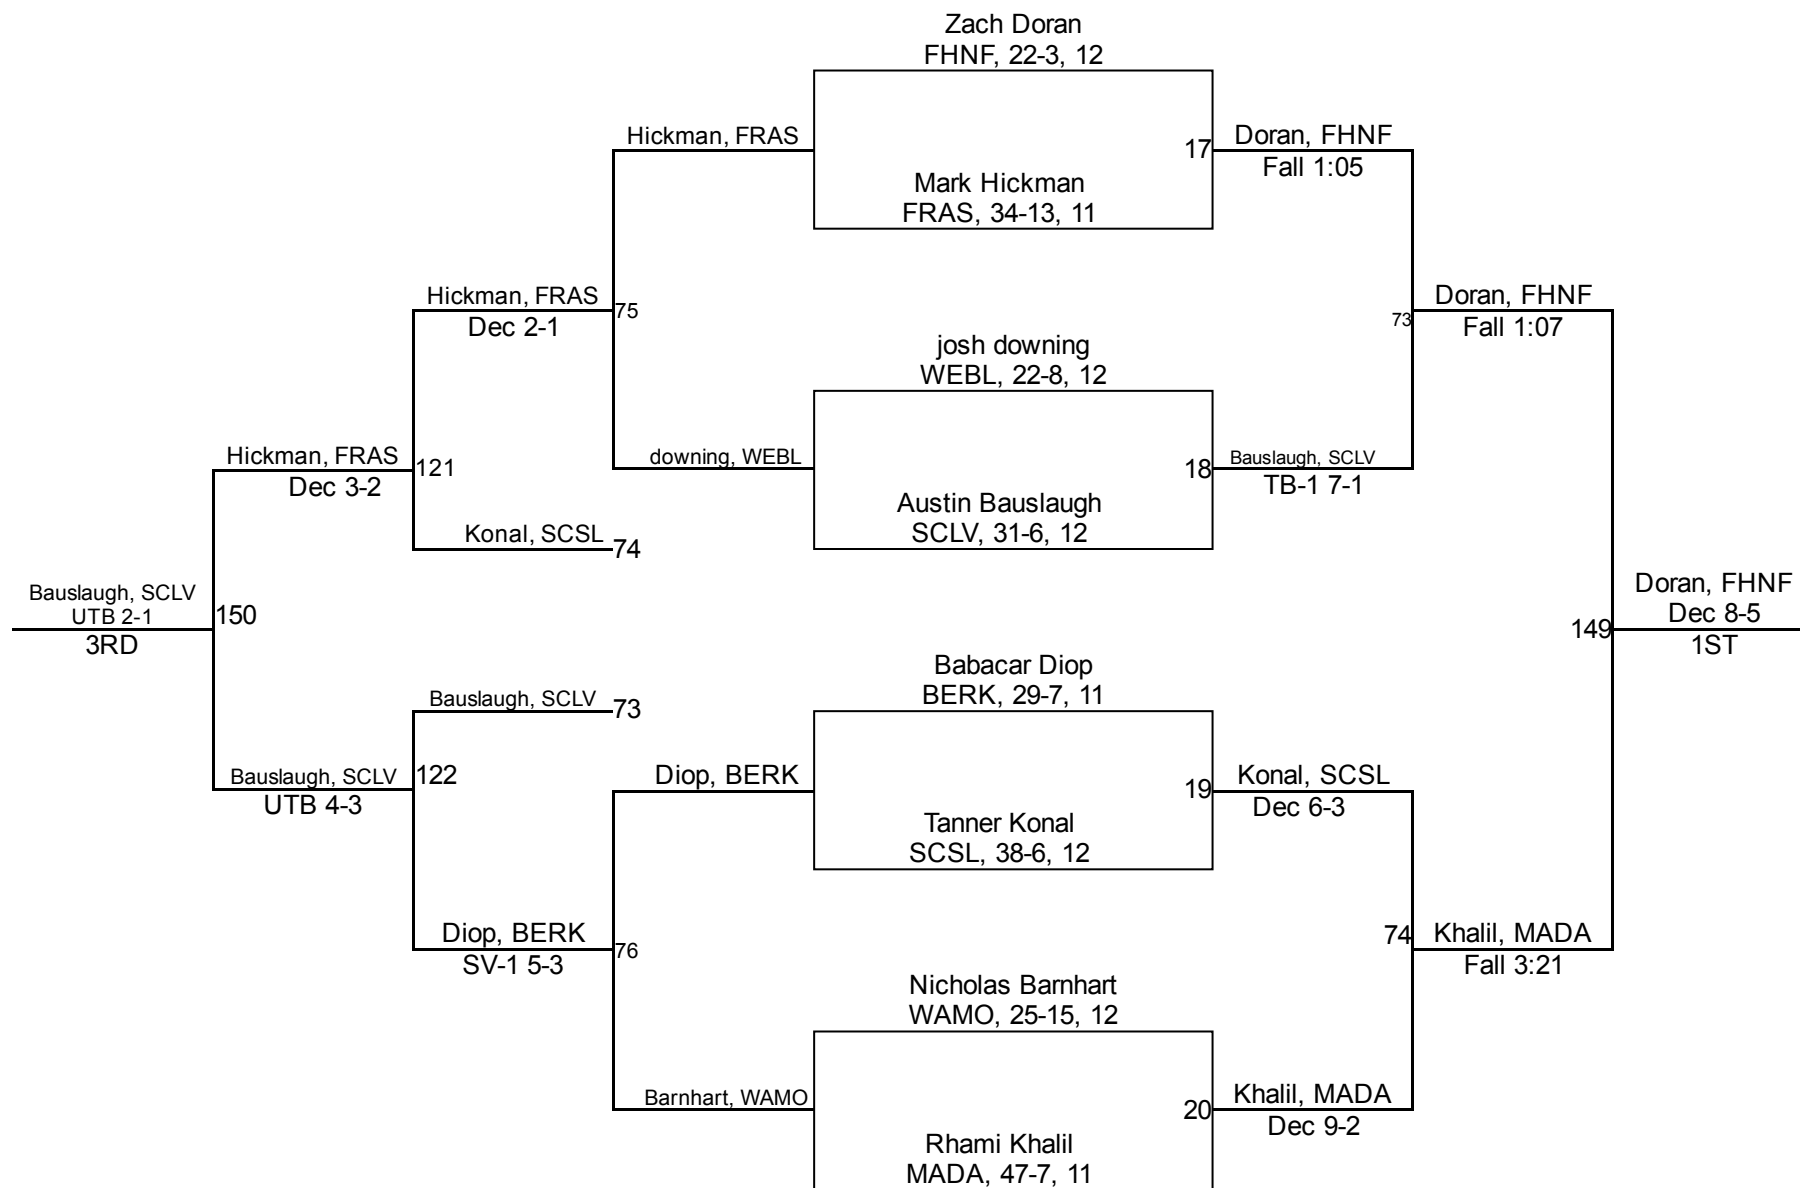 Zach Doran
FHNF, 22-3, 12
Hickman, FRAS
17
Doran, FHNF
Fall 1:05
Mark Hickman
FRAS, 34-13, 11
Hickman, FRAS
Dec 2-1
75
73
Doran, FHNF
Fall 1:07
josh downing
WEBL, 22-8, 12
Hickman, FRAS
Dec 3-2
121
downing, WEBL
18
Bauslaugh, SCLV
TB-1 7-1
Austin Bauslaugh
SCLV, 31-6, 12
Konal, SCSL
74
Bauslaugh, SCLV
UTB 2-1
3RD
150
149
Doran, FHNF
Dec 8-5
1ST
Babacar Diop
BERK, 29-7, 11
Bauslaugh, SCLV
73
Bauslaugh, SCLV
UTB 4-3
122
Diop, BERK
19
Konal, SCSL
Dec 6-3
Tanner Konal
SCSL, 38-6, 12
Diop, BERK
SV-1 5-3
76
74
Khalil, MADA
Fall 3:21
Nicholas Barnhart
WAMO, 25-15, 12
Barnhart, WAMO
20
Khalil, MADA
Dec 9-2
Rhami Khalil
MADA, 47-7, 11